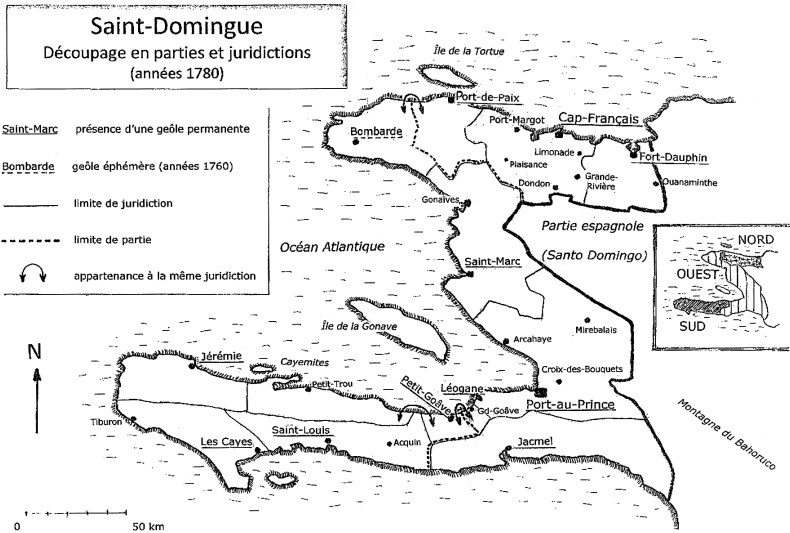 Saint-Domingue
Découpage en parties et juridictions
(années 1780)
Saint-Marc présence d'une geôle permanente
Bombarde geôle éphémère (années 1760)
limite de juridiction
limite de partie
appartenance à la même juridiction
N
0 50 km
Île de la Tortue
Port-de-Paix
Bombarde
Port-Margot
Cap-Français
Limonade
Fort-Dauphin
Plaisance
Grande-
Rivière
Dondon
Ouanaminthe
Gonaïves
Partie espagnole
(Santo Domingo)
Océan Atlantique
Saint-Marc
NORD
OUEST
SUD
Île de la Gonave
Mirebalais
Arcahaye
Jérémie
Cayemites
Croix-des-Bouquets
Petit-Trou
Petit-Goâve
Léogane
Gd-Goâve
Port-au-Prince
Montagne du Bahoruco
Tiburon
Les Cayes
Saint-Louis
Acquin
Jacmel